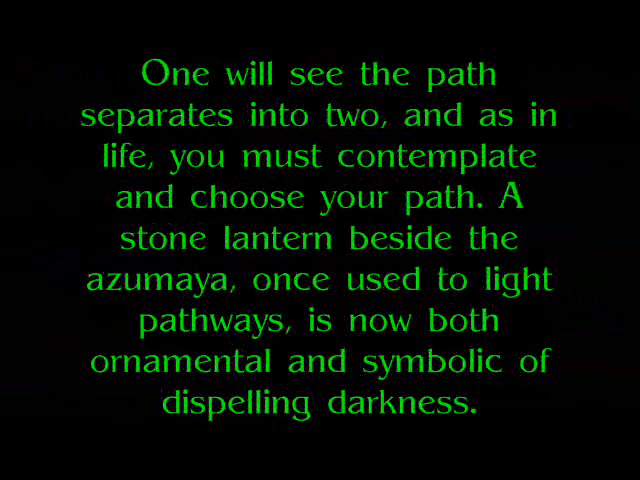 One will see the path
separates into two, and as in
life, you must contemplate
and choose your path. A
stone lantern beside the
azumaya, once used to light
pathways, is now both
ornamental and symbolic of
dispelling darkness.